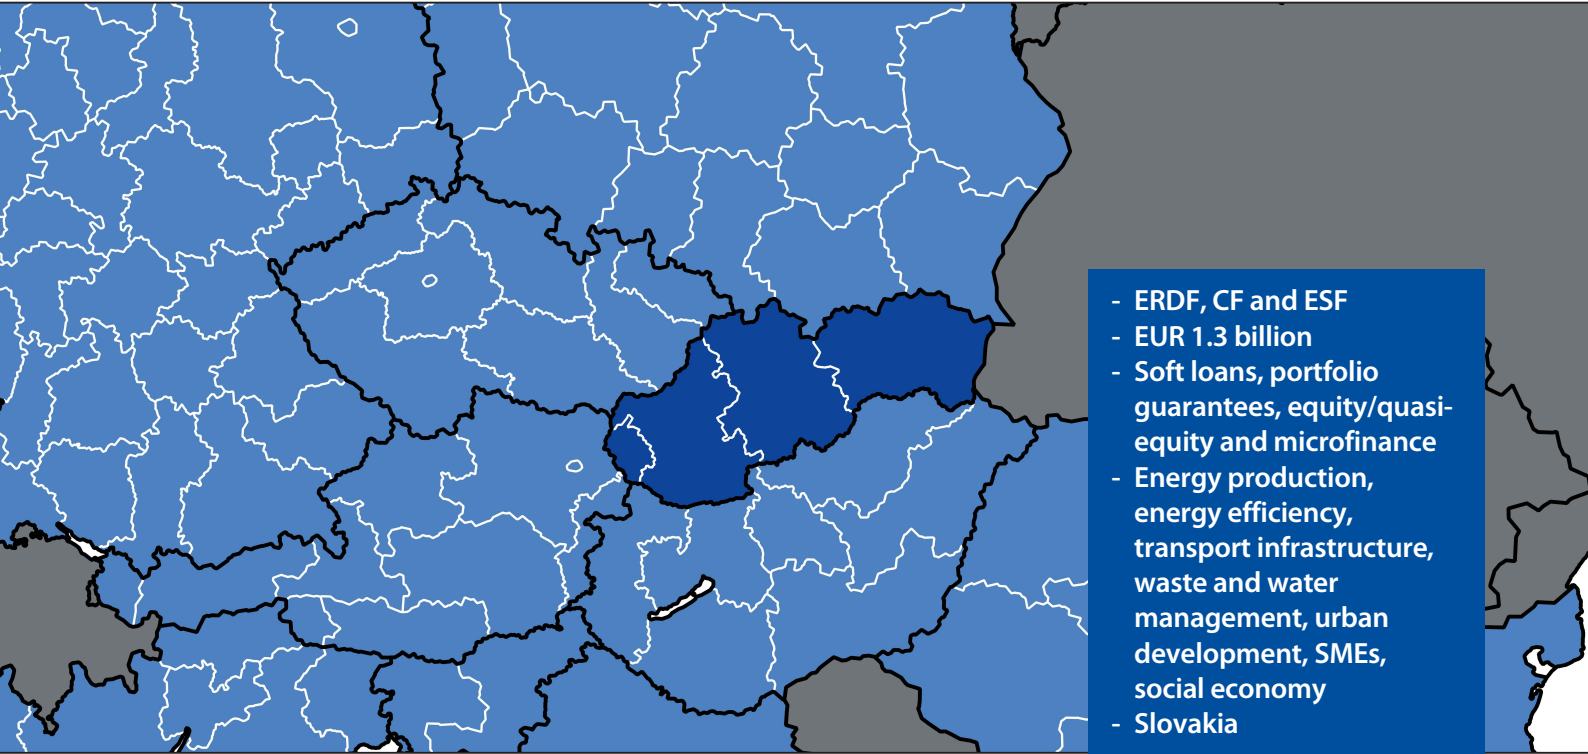 - ERDF, CF and ESF
- EUR 1.3 billion
- Soft loans, portfolio
guarantees, equity/quasi-
equity and microfinance
- Energy production,
energy efficiency,
transport infrastructure,
waste and water
management, urban
development, SMEs,
social economy
- Slovakia